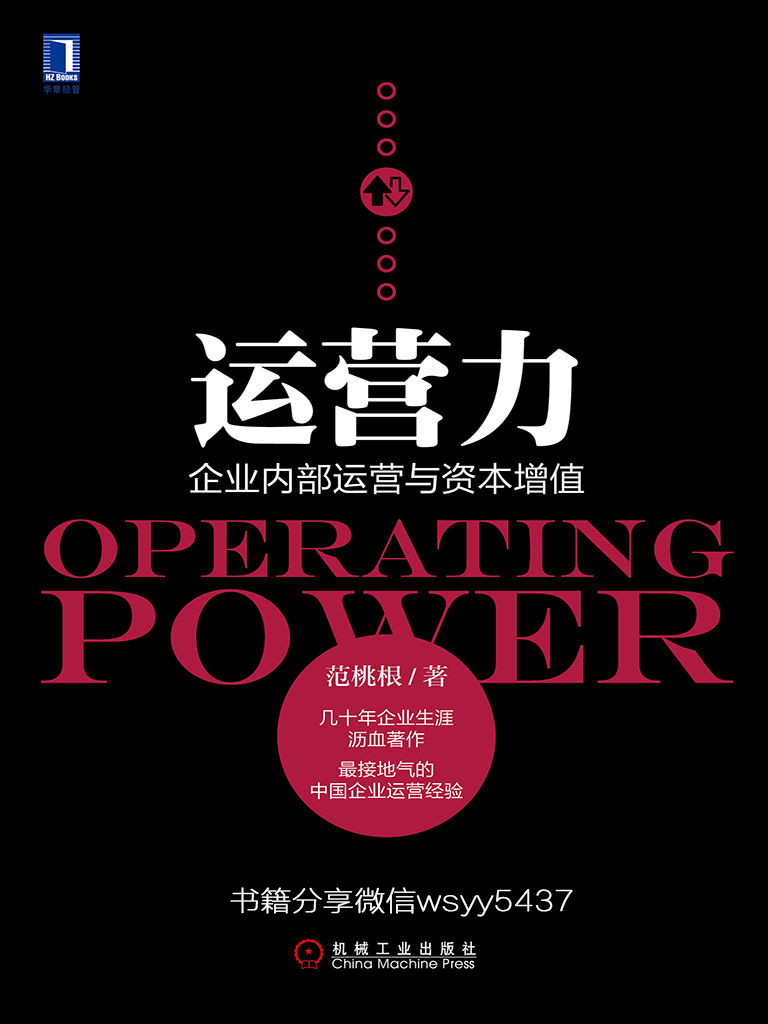 HZ BOOKS
华章经管
运营力
企业内部运营与资本增值
OPERATING
POWER
范桃根/著
几十年企业生涯
沥血著作
最接地气的
中国企业运营经验
书籍分享微信wsyy5437
机械工业出版社
China Machine Press